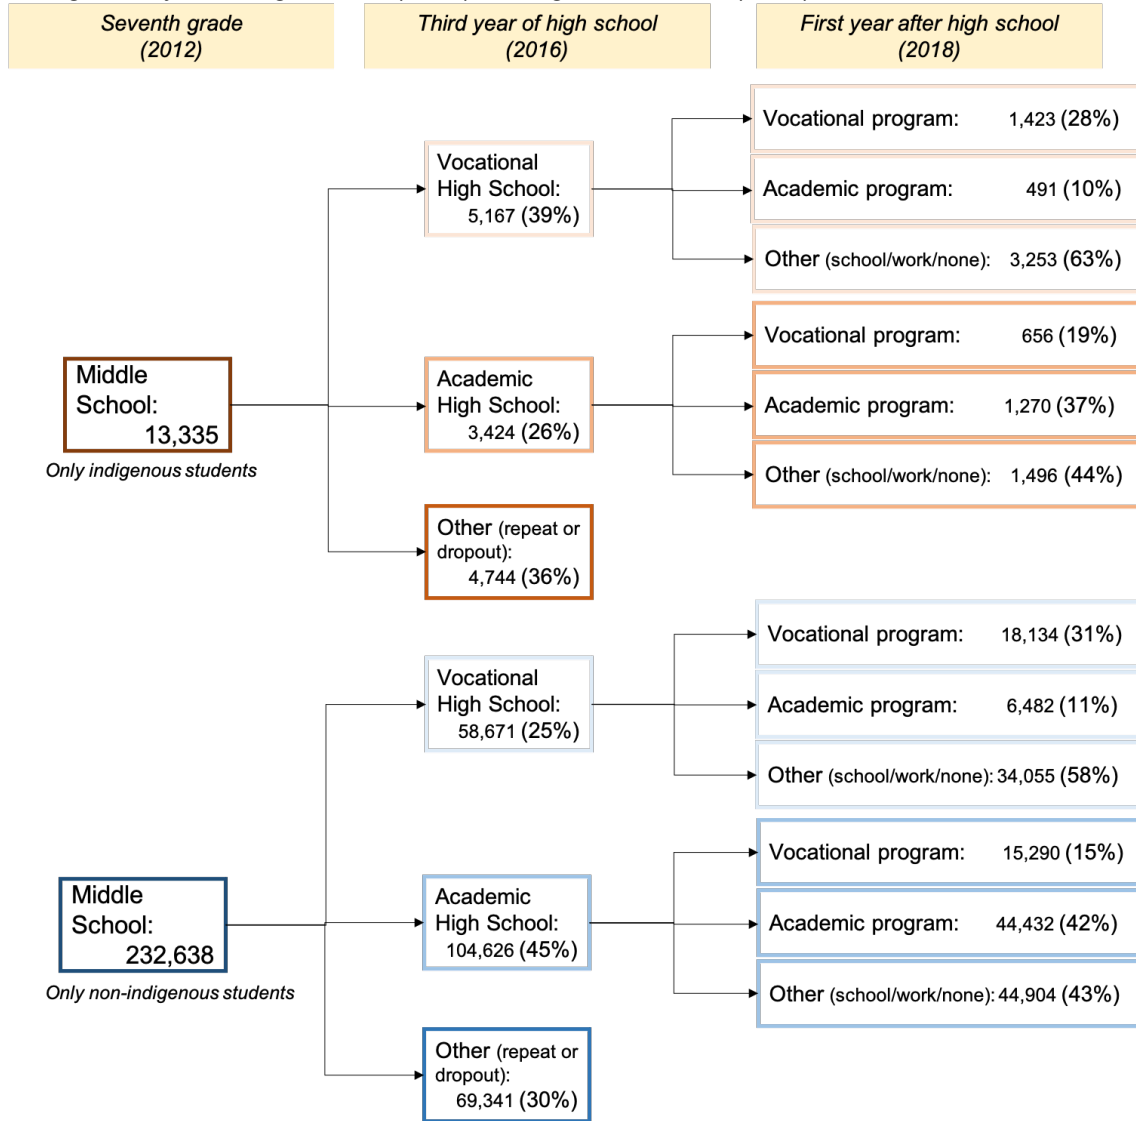 Seventh grade
(2012)
Third year of high school
(2016)
First year after high school
(2018)
Vocational
High School:
5,167 (39%)
Vocational program: 1,423 (28%)
Academic program: 491 (10%)
Other (school/work/none): 3,253 (63%)
Middle
School:
13,335
Only indigenous students
Academic
High School:
3,424 (26%)
Vocational program: 656 (19%)
Academic program: 1,270 (37%)
Other (school/work/none): 1,496 (44%)
Other (repeat or
dropout):
4,744 (36%)
Vocational
High School:
58,671 (25%)
Vocational program: 18,134 (31%)
Academic program: 6,482 (11%)
Other (school/work/none): 34,055 (58%)
Middle
School:
232,638
Only non-indigenous students
Academic
High School:
104,626 (45%)
Vocational program: 15,290 (15%)
Academic program: 44,432 (42%)
Other (school/work/none): 44,904 (43%)
Other (repeat or
dropout):
69,341 (30%)